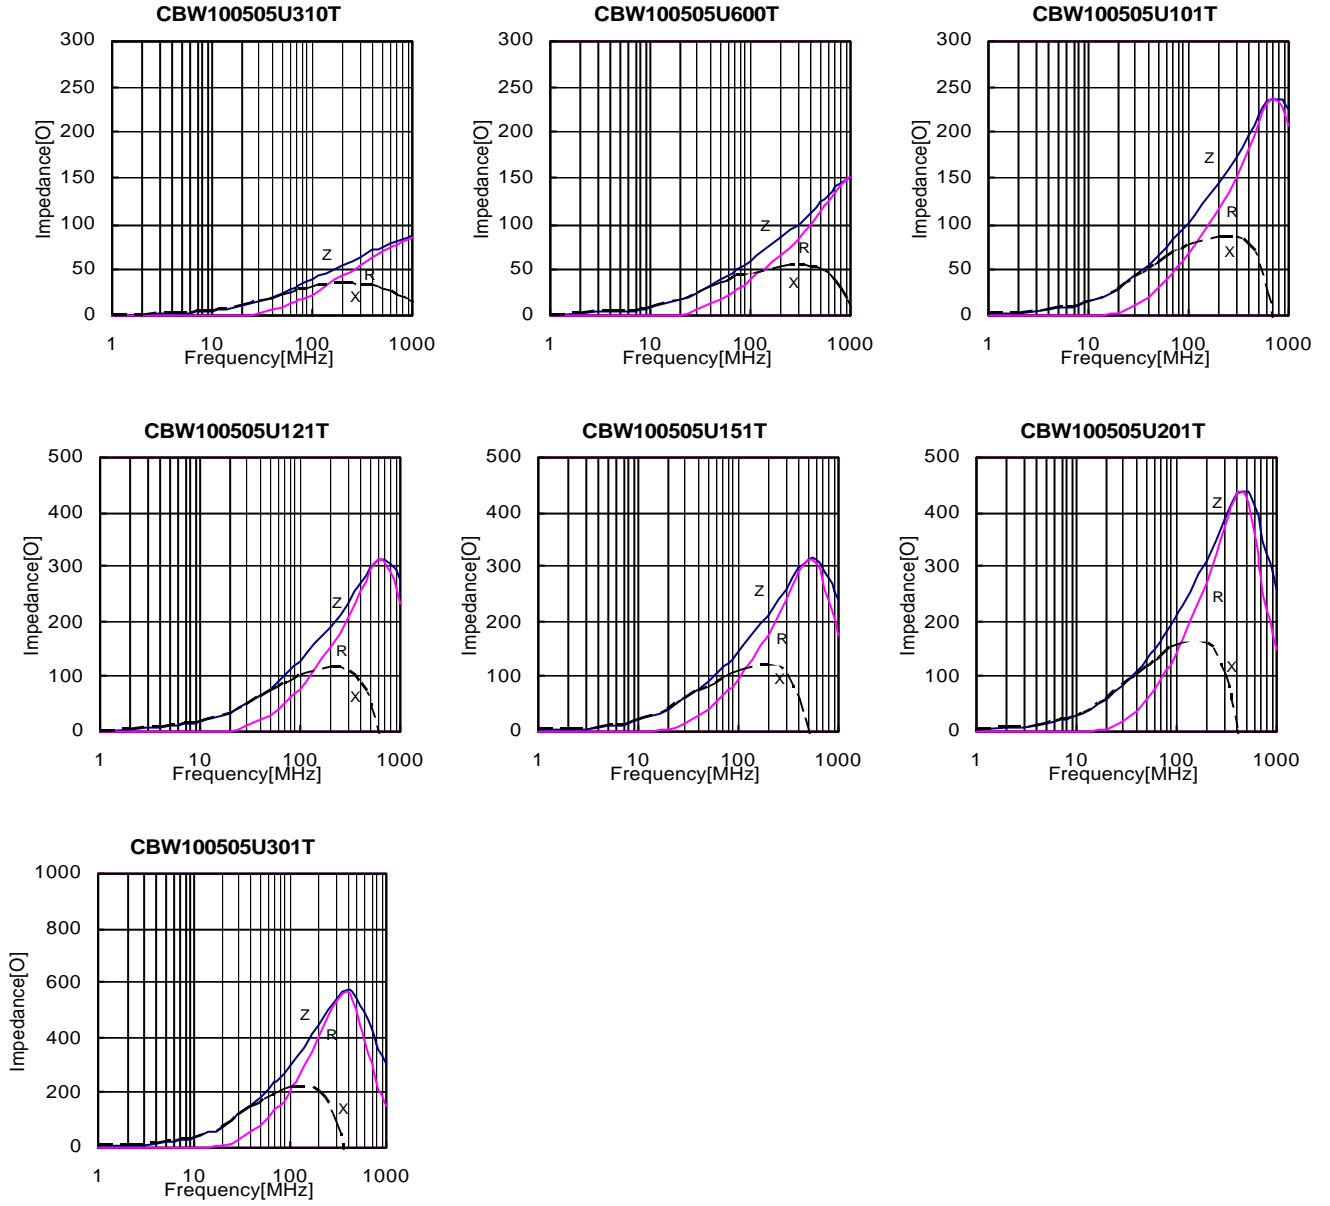 CBW100505U310T
300
250
200
150
100
50
0
Impedance[O]
Z
R
X
1 10 100 1000
Frequency[MHz]
CBW100505U600T
300
250
200
150
100
50
0
Impedance[O]
Z
R
X
1 10 100 1000
Frequency[MHz]
CBW100505U101T
300
250
200
150
100
50
0
Impedance[O]
Z
R
X
1 10 100 1000
Frequency[MHz]
CBW100505U121T
500
400
300
200
100
0
Impedance[O]
Z
R
X
1 10 100 1000
Frequency[MHz]
CBW100505U151T
500
400
300
200
100
0
Impedance[O]
Z
R
X
1 10 100 1000
Frequency[MHz]
CBW100505U201T
500
400
300
200
100
0
Impedance[O]
Z
R
X
1 10 100 1000
Frequency[MHz]
CBW100505U301T
1000
800
600
400
200
0
Impedance[O]
Z
R
X
1 10 100 1000
Frequency[MHz]